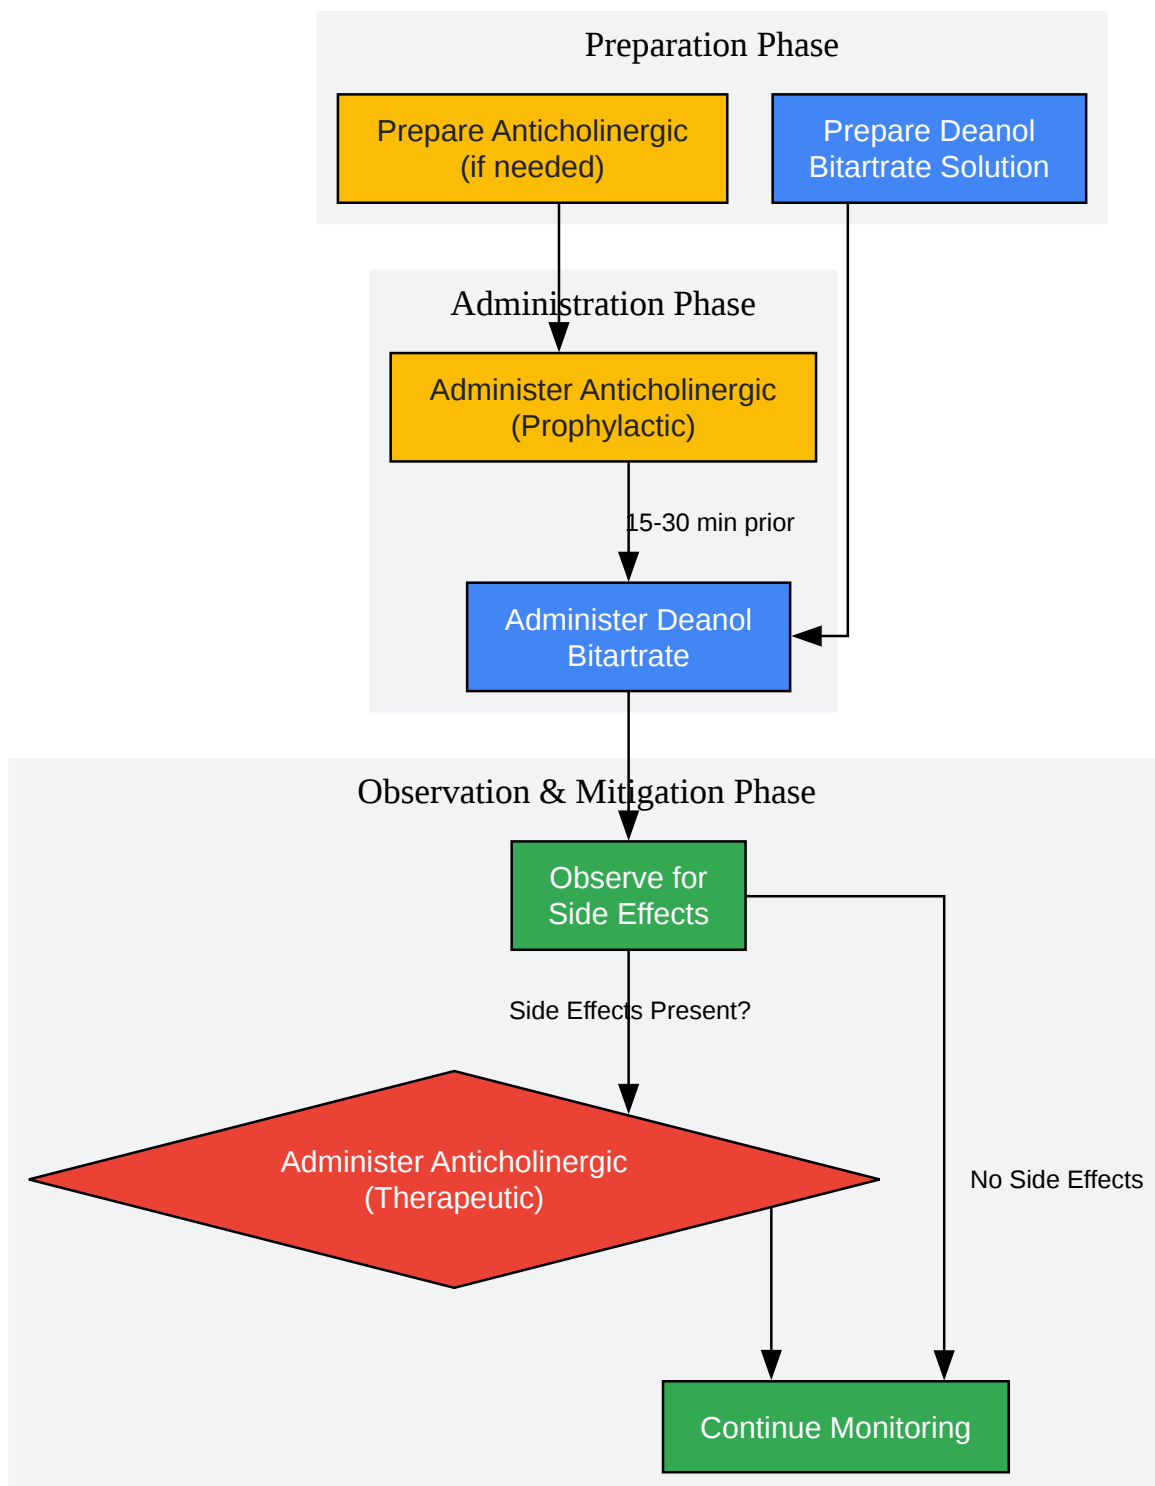 Preparation Phase
Prepare Anticholinergic
(if needed)
Prepare Deanol
Bitartrate Solution
Administration Phase
Administer Anticholinergic
(Prophylactic)
15-30 min prior
Administer Deanol
Bitartrate
Observation & Mitigation Phase
Observe for
Side Effects
Side Effects Present?
Administer Anticholinergic
(Therapeutic)
No Side Effects
Continue Monitoring